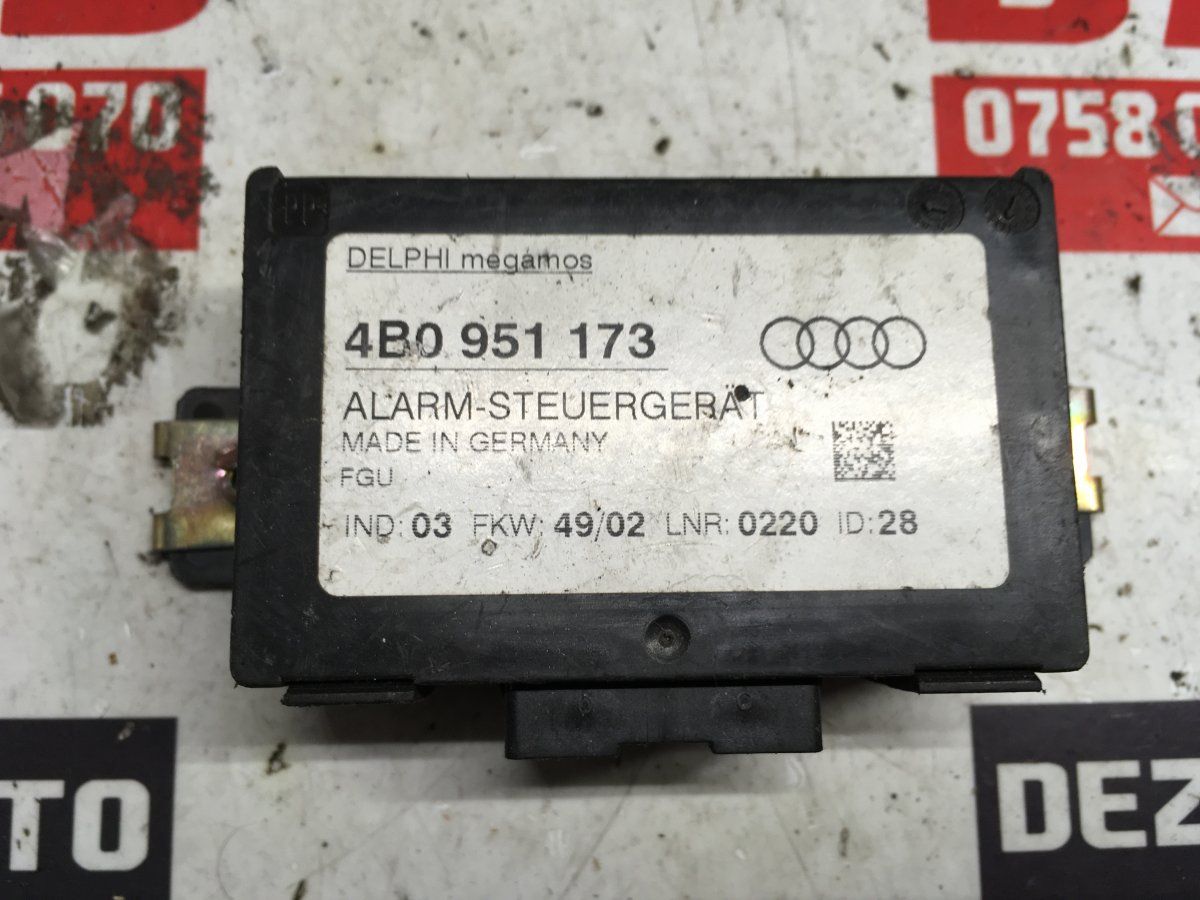 070
0758
DELPHI megamos
4B0 951 173
ALARM-STEUERGERÄT
MADE IN GERMANY
FGU
IND: 03 FKW: 49/02 LNR: 0220 ID: 28
TO
DEZ